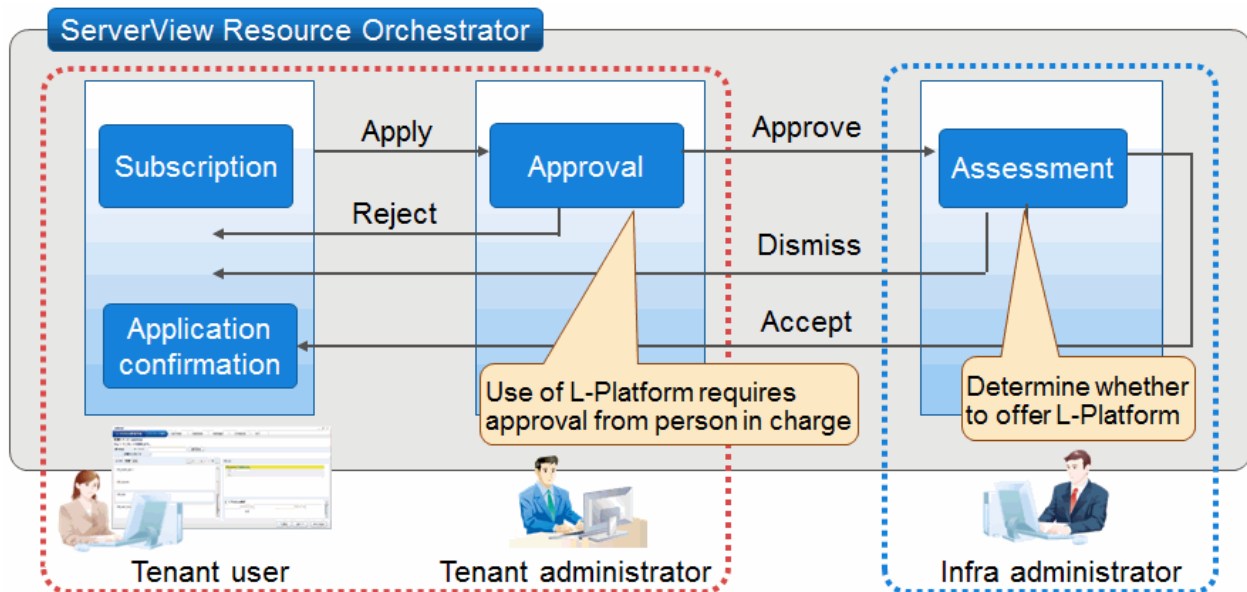 ServerView Resource Orchestrator
Apply
Approve
Subscription
Approval
Assessment
Reject
Dismiss
Accept
Application
confirmation
Use of L-Platform requires
approval from person in charge
Determine whether
to offer L-Platform
Tenant user
Tenant administrator
Infra administrator